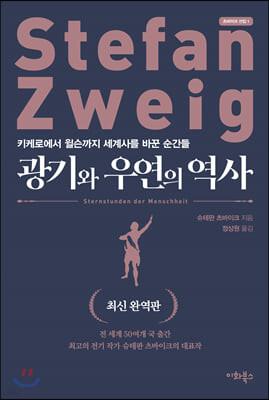 츠바이크 선집 1
Stefan
Zweig
키케로에서 윌슨까지 세계사를 바꾼 순간들
광기와 우연의 역사
Sternstunden der Menschheit
슈테판 츠바이크 지음
정상원 옮김
최신 완역판
전 세계 50여개 국 출간
최고의 전기 작가 슈테판 츠바이크의 대표작
이화북스